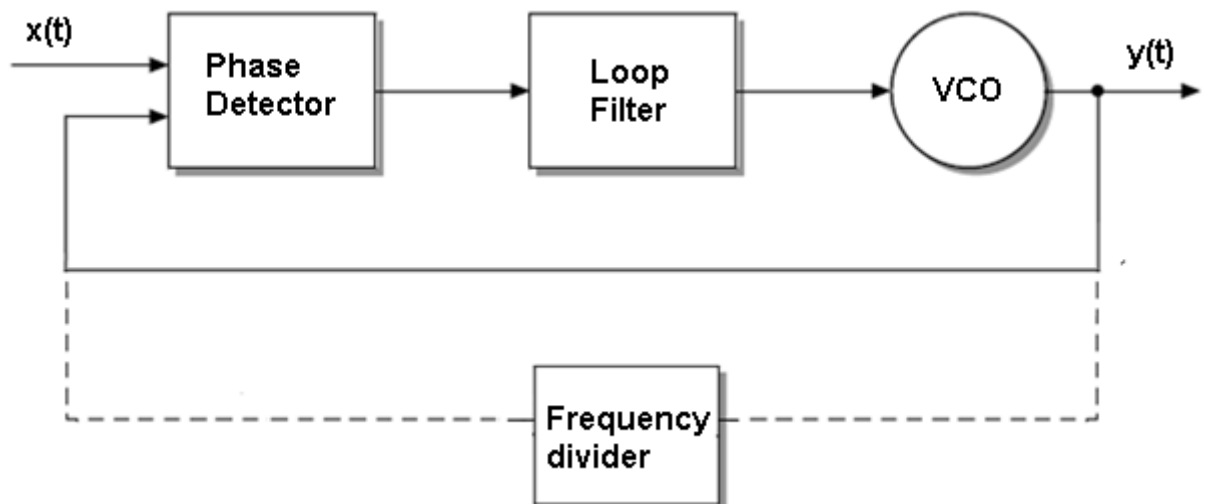 x(t)
Phase
Detector
Loop
Filter
VCO
y(t)
Frequency
divider